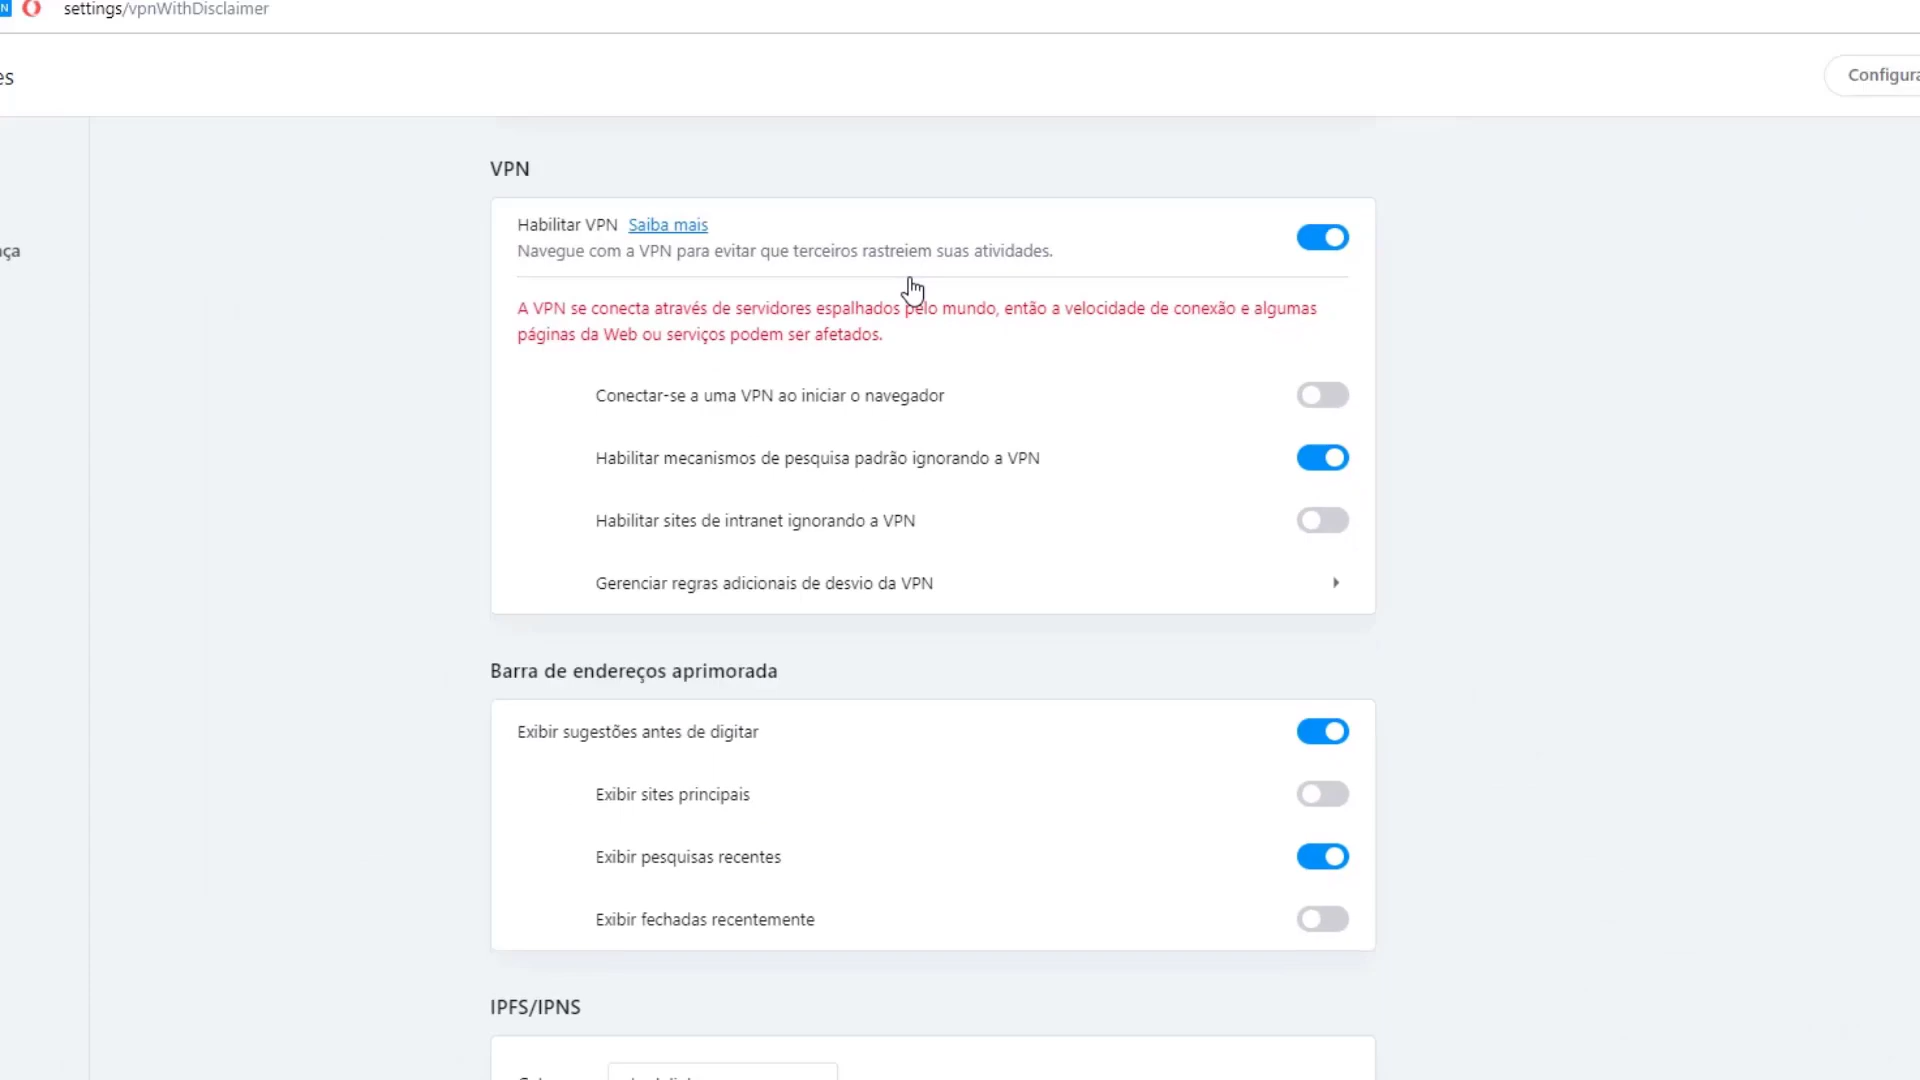 settings/vpnWithDisclaimer
VPN
Habilitar VPN Saiba mais
Navegue com a VPN para evitar que terceiros rastreiem suas atividades.
A VPN se conecta através de servidores espalhados pelo mundo, então a velocidade de conexão e algumas
páginas da Web ou serviços podem ser afetados.
Conectar-se a uma VPN ao iniciar o navegador
Habilitar mecanismos de pesquisa padrão ignorando a VPN
Habilitar sites de intranet ignorando a VPN
Gerenciar regras adicionais de desvio da VPN
Barra de endereços aprimorada
Exibir sugestões antes de digitar
Exibir sites principais
Exibir pesquisas recentes
Exibir fechadas recentemente
IPFS/IPNS